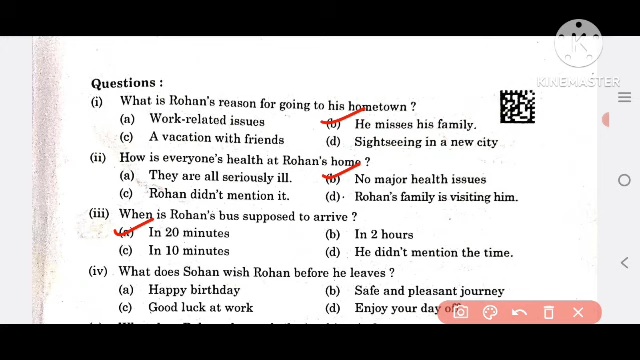 KINEMASTER
Questions :
(i) What is Rohan's reason for going to his hometown ?
(a) Work-related issues (b) He misses his family.
(c) A vacation with friends (d) Sightseeing in a new city
(ii) How is everyone's health at Rohan's home ?
(a) They are all seriously ill. (b) No major health issues
(c) Rohan didn't mention it. (d) Rohan's family is visiting him.
(iii) When is Rohan's bus supposed to arrive ?
(a) In 20 minutes (b) In 2 hours
(c) In 10 minutes (d) He didn't mention the time.
(iv) What does Sohan wish Rohan before he leaves ?
(a) Happy birthday (b) Safe and pleasant journey
(c) Good luck at work (d) Enjoy your day off